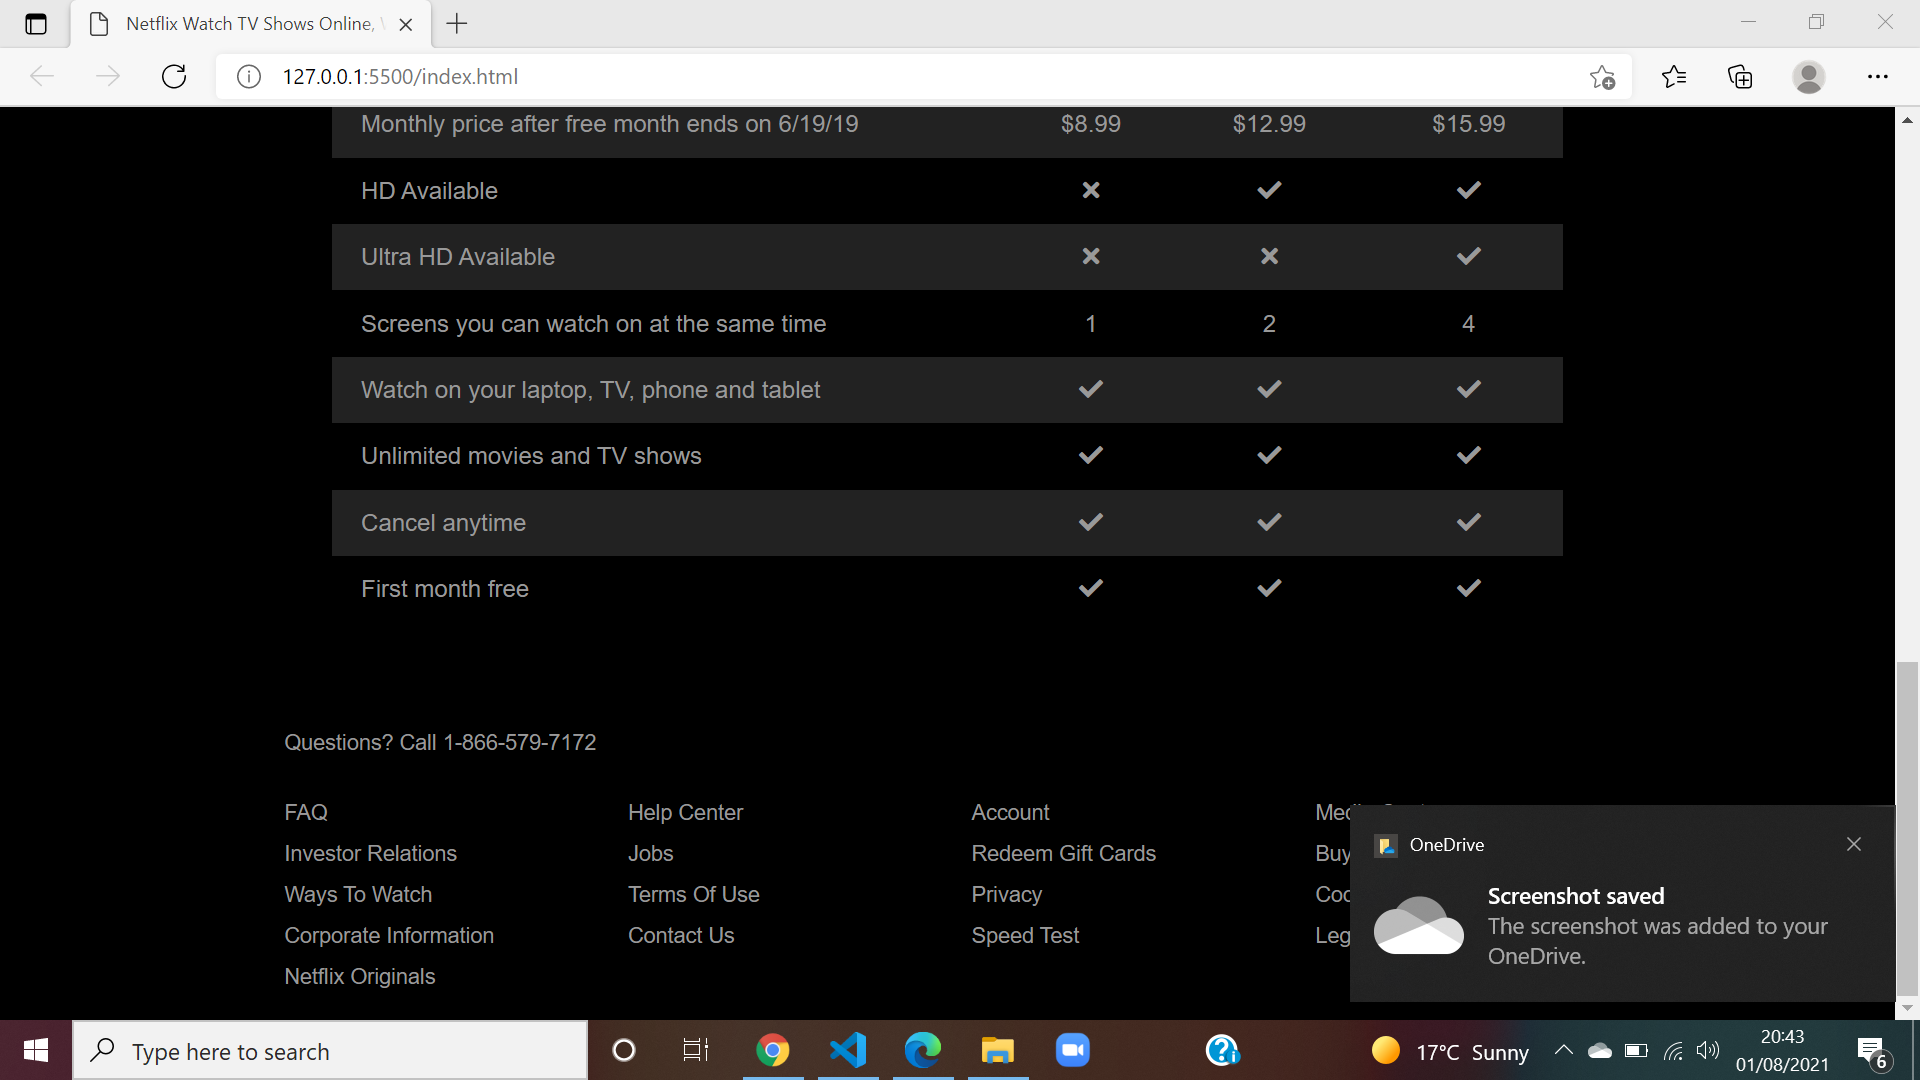 Netflix Watch TV Shows Online,
127.0.0.1:5500/index.html
Monthly price after free month ends on 6/19/19 $8.99 $12.99 $15.99
HD Available
Ultra HD Available
Screens you can watch on at the same time 1 2 4
Watch on your laptop, TV, phone and tablet
Unlimited movies and TV shows
Cancel anytime
First month free
Questions? Call 1-866-579-7172
FAQ Help Center Account
Investor Relations Jobs Redeem Gift Cards Buy
Ways To Watch Terms Of Use Privacy
Corporate Information Contact Us Speed Test
Netflix Originals
OneDrive
Screenshot saved
The screenshot was added to your
OneDrive.
Type here to search
17°C Sunny
20:43
01/08/2021
6